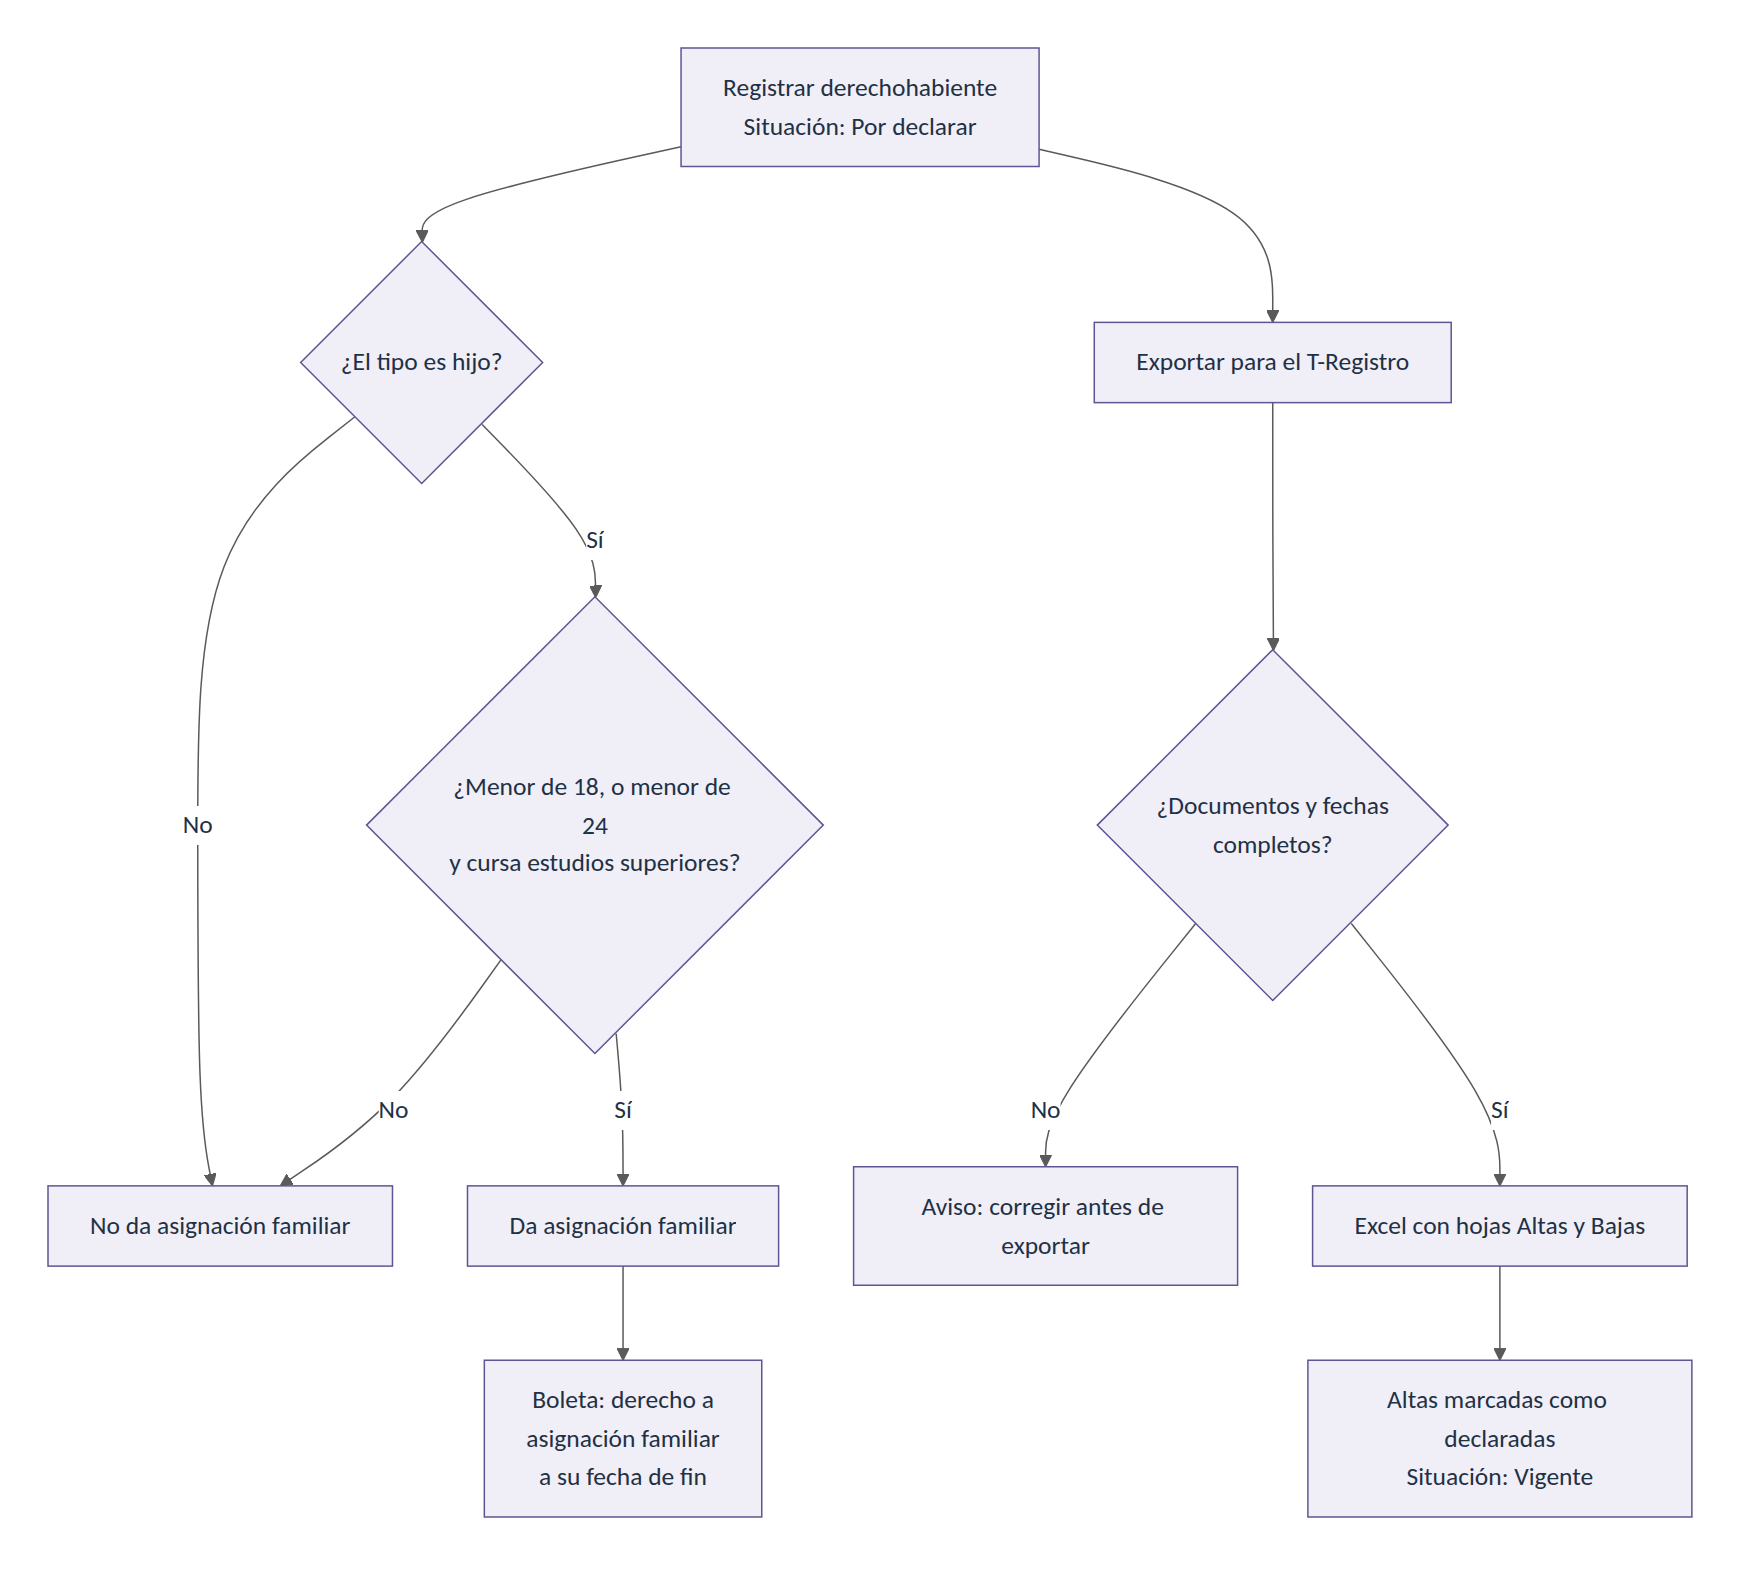 Registrar derechohabiente
Situación: Por declarar
¿El tipo es hijo?
Exportar para el T-Registro
Sí
¿Menor de 18, o menor de
24
y cursa estudios superiores?
No
¿Documentos y fechas
completos?
No
Sí
No
Sí
No da asignación familiar
Da asignación familiar
Aviso: corregir antes de
exportar
Excel con hojas Altas y Bajas
Boleta: derecho a
asignación familiar
a su fecha de fin
Altas marcadas como
declaradas
Situación: Vigente